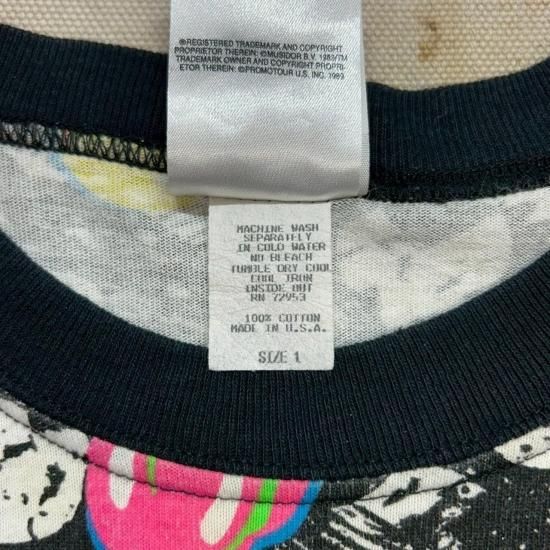 ®REGISTERED TRADEMARK AND COPYRIGHT
PROPRIETOR THEREIN: ©MUSIDOR B.V. 1989/TM
TRADEMARK OWNER AND COPYRIGHT PROPRI-
ETOR THEREIN: ©PROMOTOUR U.S. INC. 1989
MACHINE WASH
SEPARATELY
IN COLD WATER
NO BLEACH
TUMBLE DRY COOL
COOL IRON
INSIDE OUT
RN 72953
100% COTTON
MADE IN U.S.A.
SIZE 1